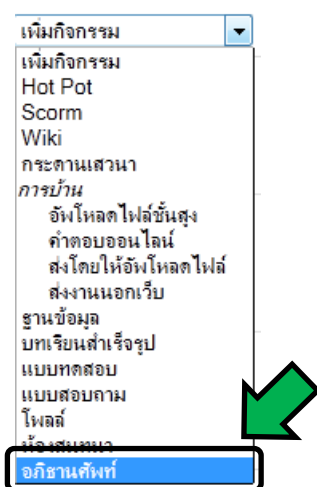 เพิ่มกิจกรรม
เพิ่มกิจกรรม
Hot Pot
Scorm
Wiki
กระดานเสวนา
การบ้าน
อัพโหลดไฟล์ชั้นสูง
คำตอบออนไลน์
ส่งโดยให้อัพโหลดไฟล์
ส่งงานนอกเว็บ
ฐานข้อมูล
บทเรียนสำเร็จรูป
แบบทดสอบ
แบบสอบถาม
โพลล์
ห้องสนทนา
อภิธานศัพท์